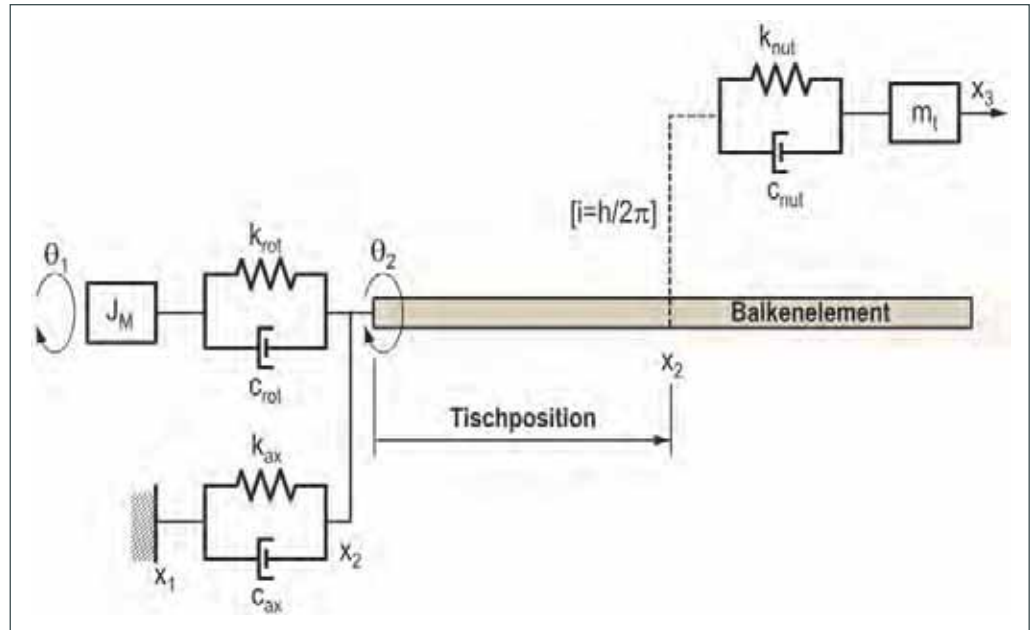 k_nut
x_3
m_t
c_nut
[i=h/2π]
k_rot
θ_1
θ_2
J_M
Balkenelement
c_rot
x_2
Tischposition
k_ax
x_2
x_1
c_ax